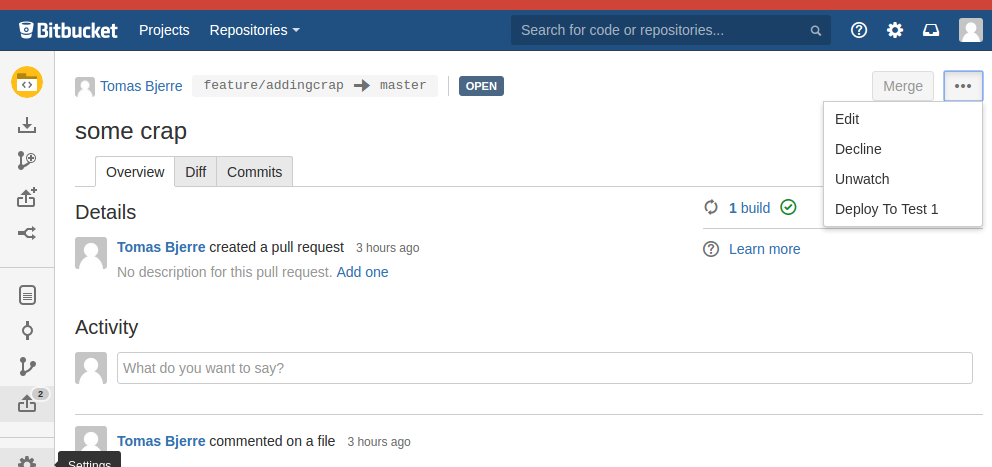 Bitbucket Projects Repositories Search for code or repositories...
Tomas Bjerre feature/addingcrap master OPEN Merge
some crap
Edit
Decline
Unwatch
Deploy To Test 1
Overview Diff Commits
Details
1 build
Tomas Bjerre created a pull request 3 hours ago
Learn more
No description for this pull request. Add one
Activity
What do you want to say?
2
Tomas Bjerre commented on a file 3 hours ago
Settings